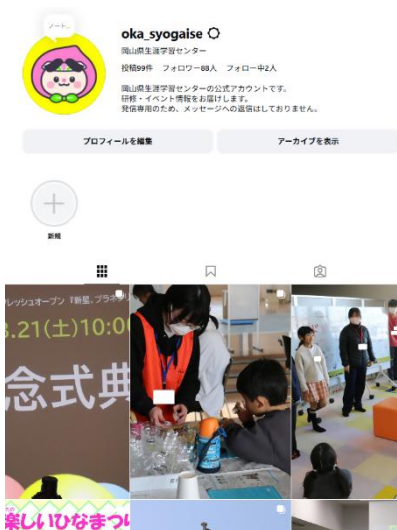 ノート...
oka_syogaise
岡山県生涯学習センター
投稿99件 フォロワー88人 フォロー中2人
岡山県生涯学習センターの公式アカウントです。
研修・イベント情報をお届けします。
発信専用のため、メッセージへの返信はしておりません。
プロフィールを編集
アーカイブを表示
新規
レッシュオープン『新星。プラネタリ
3.21(土)10:00
念式典
楽しいひなまつり